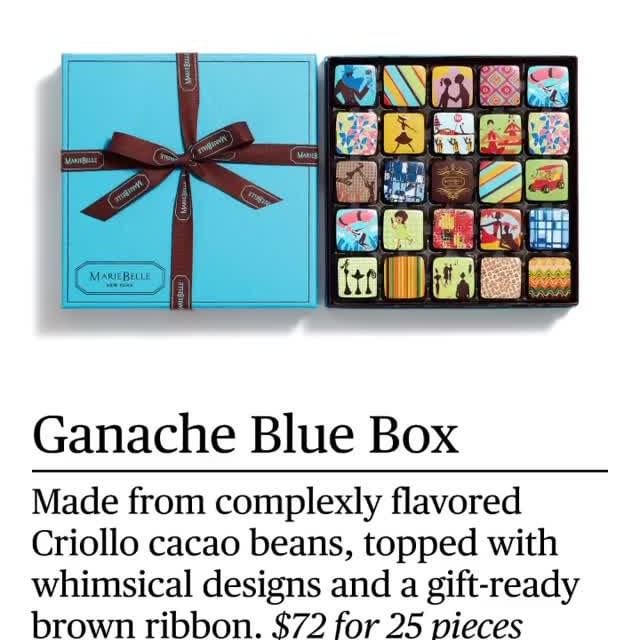 MARIEBELLE
MARIEBELLE
MARIEBELLE
MARIEBELLE
MARIEBELLE
MARIEBELLE
MARIEBELLE
NEW YORK
MARIEBELLE
Ganache Blue Box
Made from complexly flavored
Criollo cacao beans, topped with
whimsical designs and a gift-ready
brown ribbon. $72 for 25 pieces